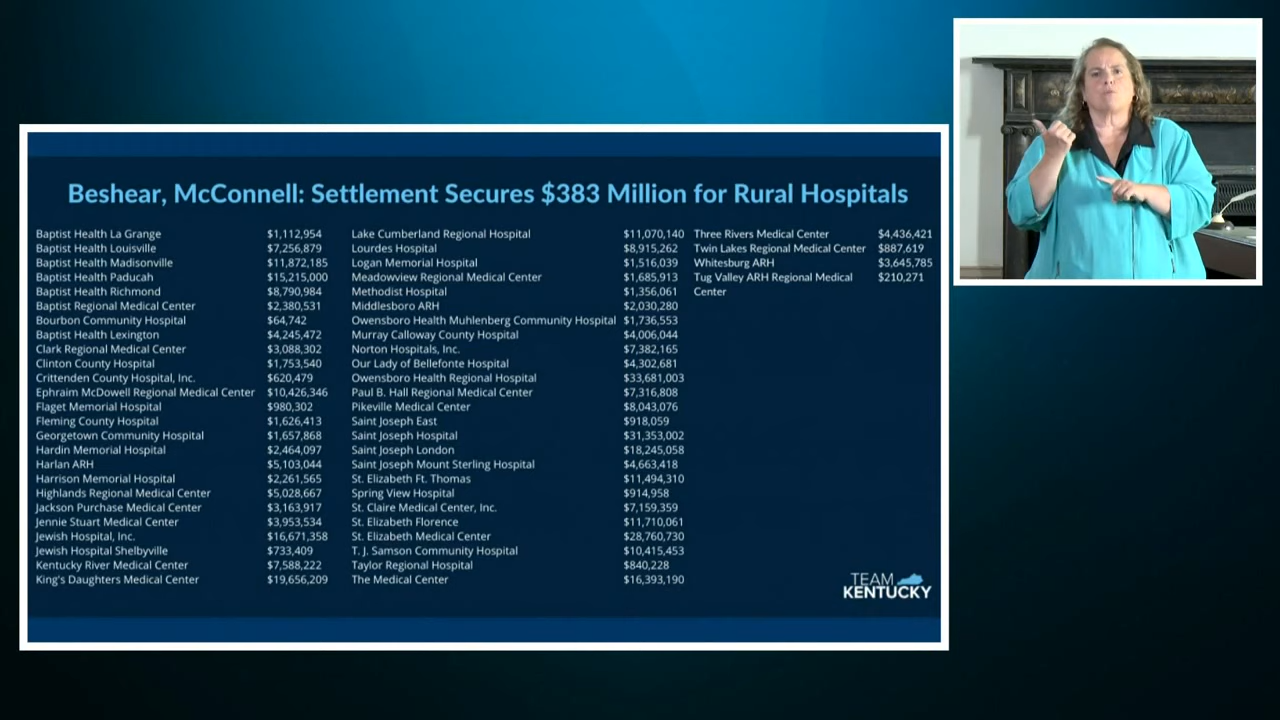 Beshear, McConnell: Settlement Secures $383 Million for Rural Hospitals
Baptist Health La Grange $1,112,954
Baptist Health Louisville $7,256,879
Baptist Health Madisonville $11,872,185
Baptist Health Paducah $15,215,000
Baptist Health Richmond $8,790,984
Baptist Regional Medical Center $2,380,531
Bourbon Community Hospital $64,742
Baptist Health Lexington $4,245,472
Clark Regional Medical Center $3,088,302
Clinton County Hospital $1,753,540
Crittenden County Hospital, Inc. $620,479
Ephraim McDowell Regional Medical Center $10,426,346
Flaget Memorial Hospital $980,302
Fleming County Hospital $1,626,413
Georgetown Community Hospital $1,657,868
Hardin Memorial Hospital $2,464,097
Harlan ARH $5,103,044
Harrison Memorial Hospital $2,261,565
Highlands Regional Medical Center $5,028,667
Jackson Purchase Medical Center $3,163,917
Jennie Stuart Medical Center $3,953,534
Jewish Hospital, Inc. $16,671,358
Jewish Hospital Shelbyville $733,409
Kentucky River Medical Center $7,588,222
King's Daughters Medical Center $19,656,209
Lake Cumberland Regional Hospital $11,070,140
Lourdes Hospital $8,915,262
Logan Memorial Hospital $1,516,039
Meadowview Regional Medical Center $1,685,913
Methodist Hospital $1,356,061
Middlesboro ARH $2,030,280
Owensboro Health Muhlenberg Community Hospital $1,736,553
Murray Calloway County Hospital $4,006,044
Norton Hospitals, Inc. $7,382,165
Our Lady of Bellefonte Hospital $4,302,681
Owensboro Health Regional Hospital $33,681,003
Paul B. Hall Regional Medical Center $7,316,808
Pikeville Medical Center $8,043,076
Saint Joseph East $918,059
Saint Joseph Hospital $31,353,002
Saint Joseph London $18,245,058
Saint Joseph Mount Sterling Hospital $4,663,418
St. Elizabeth Ft. Thomas $11,494,310
Spring View Hospital $914,958
St. Claire Medical Center, Inc. $7,159,359
St. Elizabeth Florence $11,710,061
St. Elizabeth Medical Center $28,760,730
T. J. Samson Community Hospital $10,415,453
Taylor Regional Hospital $840,228
The Medical Center $16,393,190
Three Rivers Medical Center $4,436,421
Twin Lakes Regional Medical Center $887,619
Whitesburg ARH $3,645,785
Tug Valley ARH Regional Medical $210,271
Center
TEAM
KENTUCKY